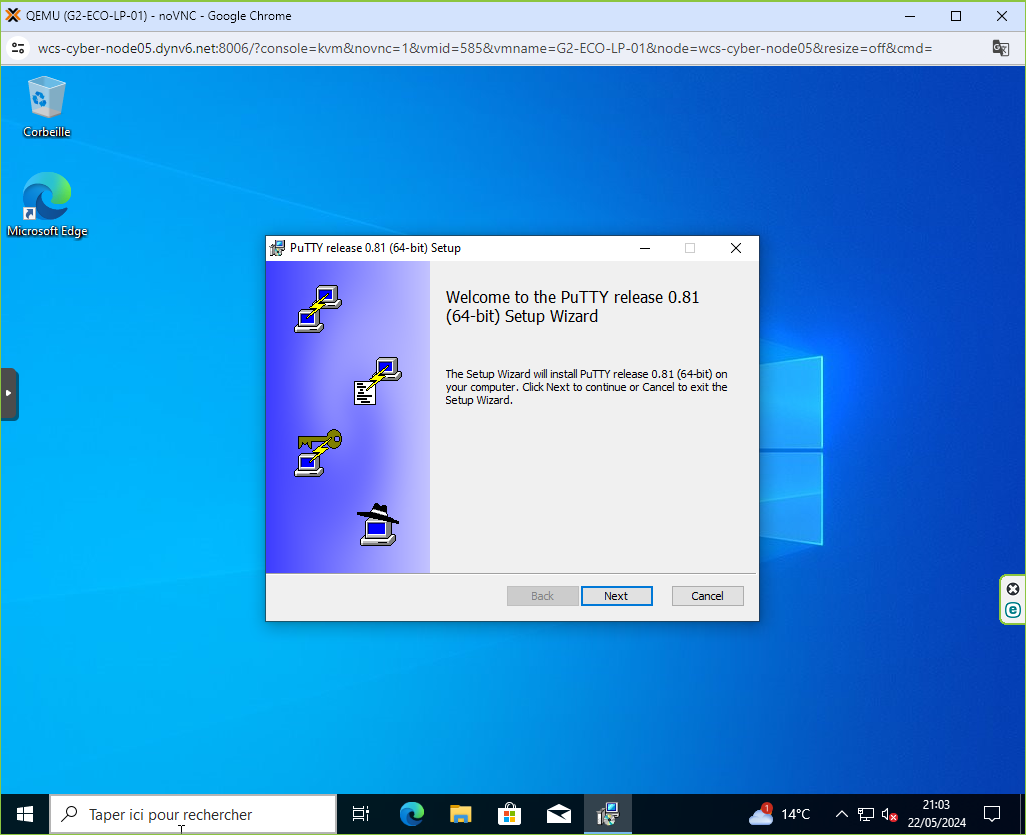 QEMU (G2-ECO-LP-01) - noVNC - Google Chrome
wcs-cyber-node05.dynv6.net:8006/?console=kvm&novnc=1&vmid=585&vmname=G2-ECO-LP-01&node=wcs-cyber-node05&resize=off&cmd=
Corbeille
Microsoft Edge
PuTTY release 0.81 (64-bit) Setup
Welcome to the PuTTY release 0.81
(64-bit) Setup Wizard
The Setup Wizard will install PuTTY release 0.81 (64-bit) on
your computer. Click Next to continue or Cancel to exit the
Setup Wizard.
Back
Next
Cancel
Taper ici pour rechercher
1
14°C
21:03
22/05/2024